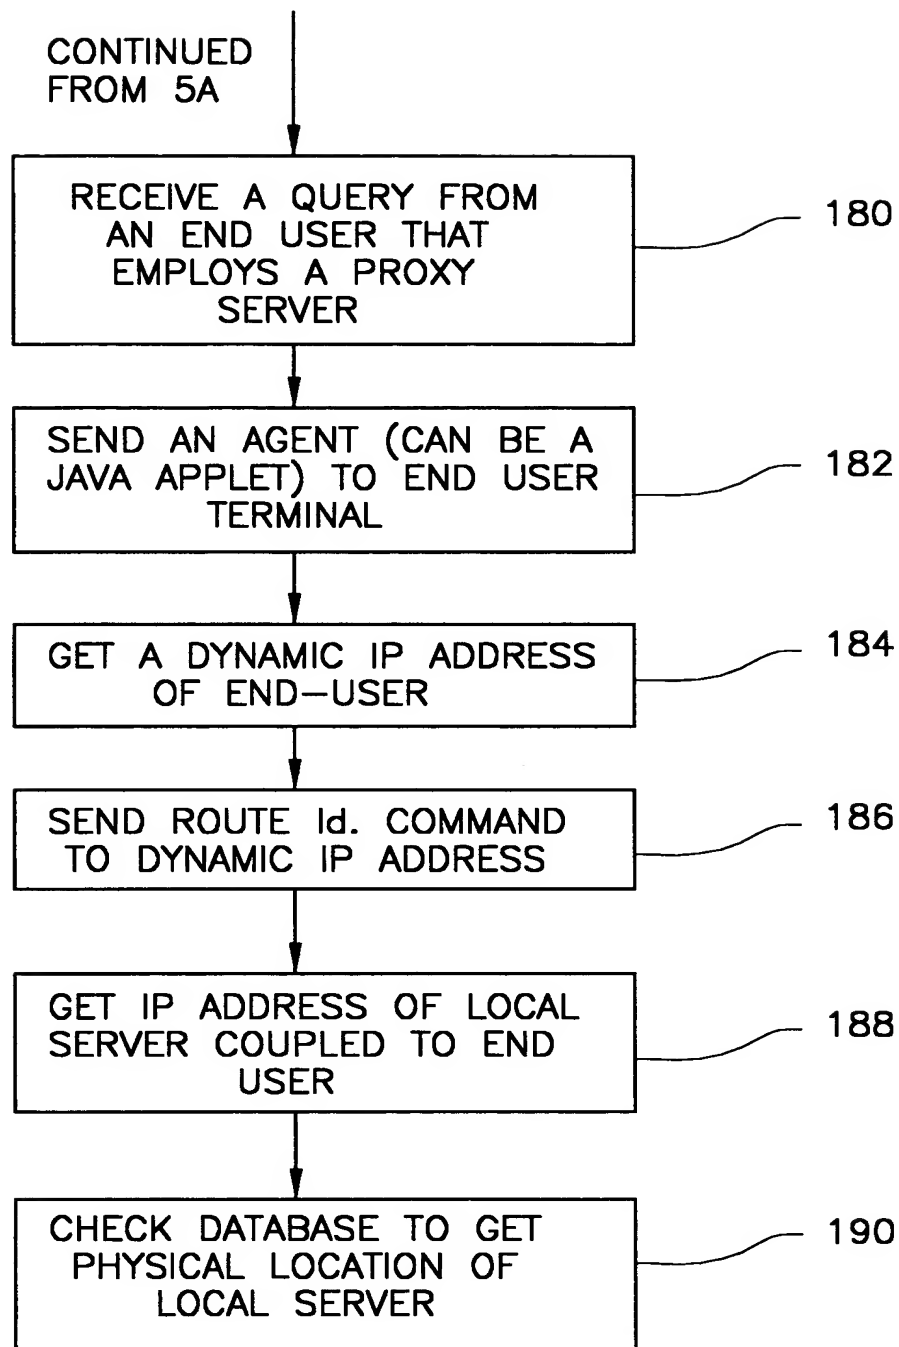 CONTINUED
FROM 5A
RECEIVE A QUERY FROM
AN END USER THAT
EMPLOYS A PROXY
SERVER
180
SEND AN AGENT (CAN BE A
JAVA APPLET) TO END USER
TERMINAL
182
GET A DYNAMIC IP ADDRESS
OF END-USER
184
SEND ROUTE Id. COMMAND
TO DYNAMIC IP ADDRESS
186
GET IP ADDRESS OF LOCAL
SERVER COUPLED TO END
USER
188
CHECK DATABASE TO GET
PHYSICAL LOCATION OF
LOCAL SERVER
190